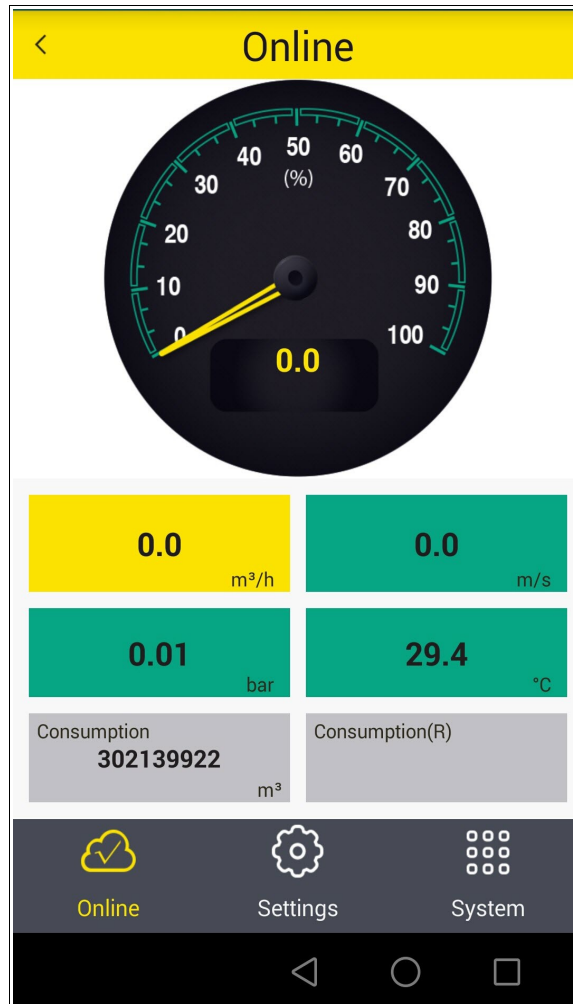 Online
50
40
60
(%)
30
70
20
80
10
90
0
100
0.0
0.0
m³/h
0.0
m/s
0.01
bar
29.4
°C
Consumption
302139922
m³
Consumption(R)
Online
Settings
System